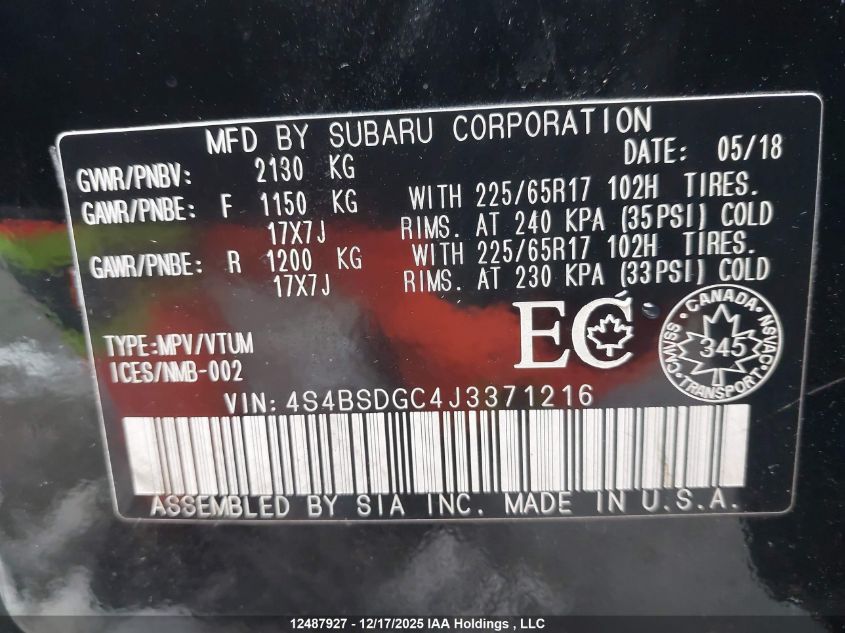 MFD BY SUBARU CORPORATION
GVWR/PNBV: 2130 KG DATE: 05/18
GAWR/PNBE: F 1150 KG WITH 225/65R17 102H TIRES.
17X7J RIMS. AT 240 KPA (35PSI) COLD
GAWR/PNBE: R 1200 KG WITH 225/65R17 102H TIRES.
17X7J RIMS. AT 230 KPA (33PSI) COLD
EC
CANADA
CMVSS NSVAC
345
TRANSPORT
TYPE:MPV/VTUM
ICES/NMB-002
VIN: 4S4BSDGC4J3371216
ASSEMBLED BY SIA INC. MADE IN U.S.A.
12487927 - 12/17/2025 IAA Holdings , LLC